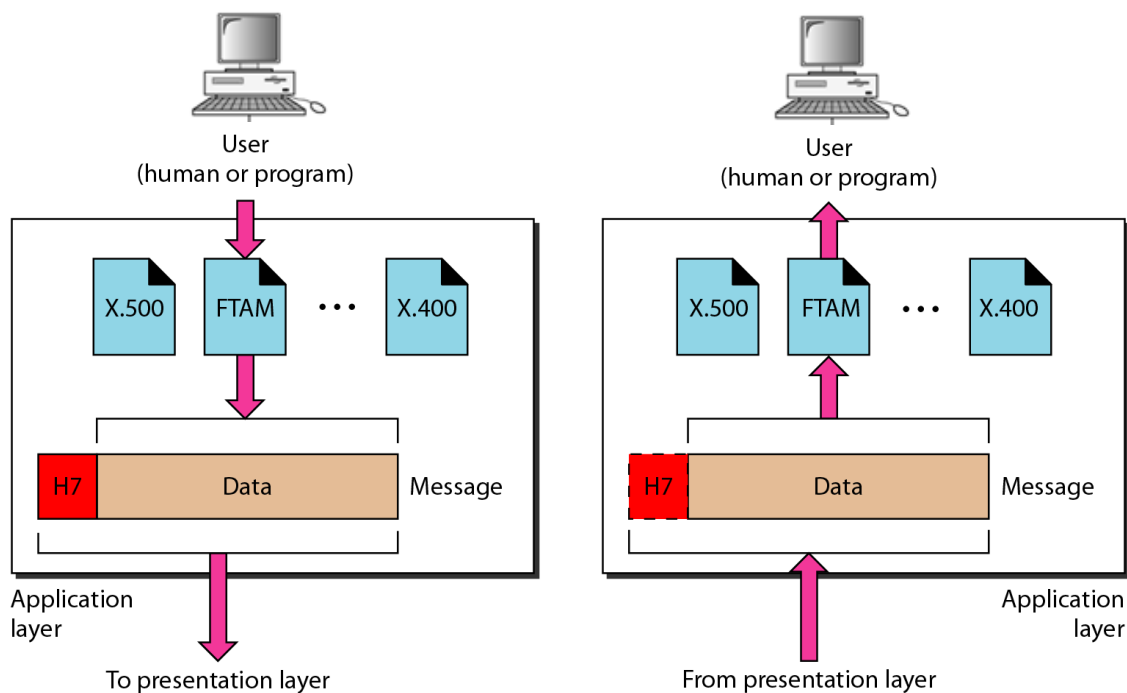 User
(human or program)
X.500
FTAM
...
X.400
H7
Data
Message
Application
layer
To presentation layer
User
(human or program)
X.500
FTAM
...
X.400
H7
Data
Message
Application
layer
From presentation layer